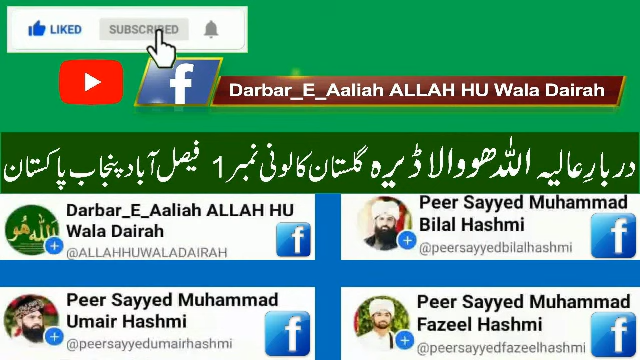 LIKED SUBSCRIBED
Darbar_E_Aaliah ALLAH HU Wala Dairah
دربارِ عالیہ اللہ ھو والا ڈیرہ گلستان کالونی نمبر 1 فیصل آباد پنجاب پاکستان
Darbar_E_Aaliah ALLAH HU
Wala Dairah
@ALLAHHUWALADAIRAH
Peer Sayyed Muhammad
Bilal Hashmi
@peersayyedbilalhashmi
Peer Sayyed Muhammad
Umair Hashmi
@peersayyedumairhashmi
Peer Sayyed Muhammad
Fazeel Hashmi
@peersayyedfazeelhashmi
اللہ ھُو